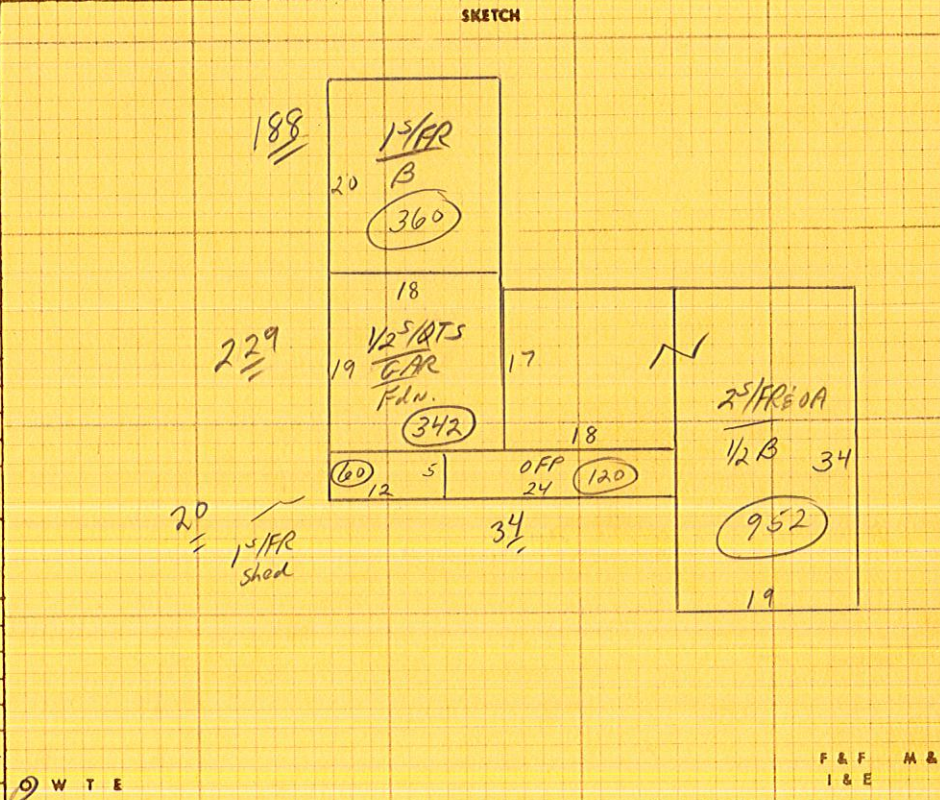 SKETCH
188
1S/FR
B
20
360
18
229
1/2S/QTS
GAR
Fdn.
19
342
17
18
2S/FR&OA
1/2 B
34
952
19
60
12
5
OFP
24
120
20
1S/FR
Shed
34
O W T E
F & F M &
I & E